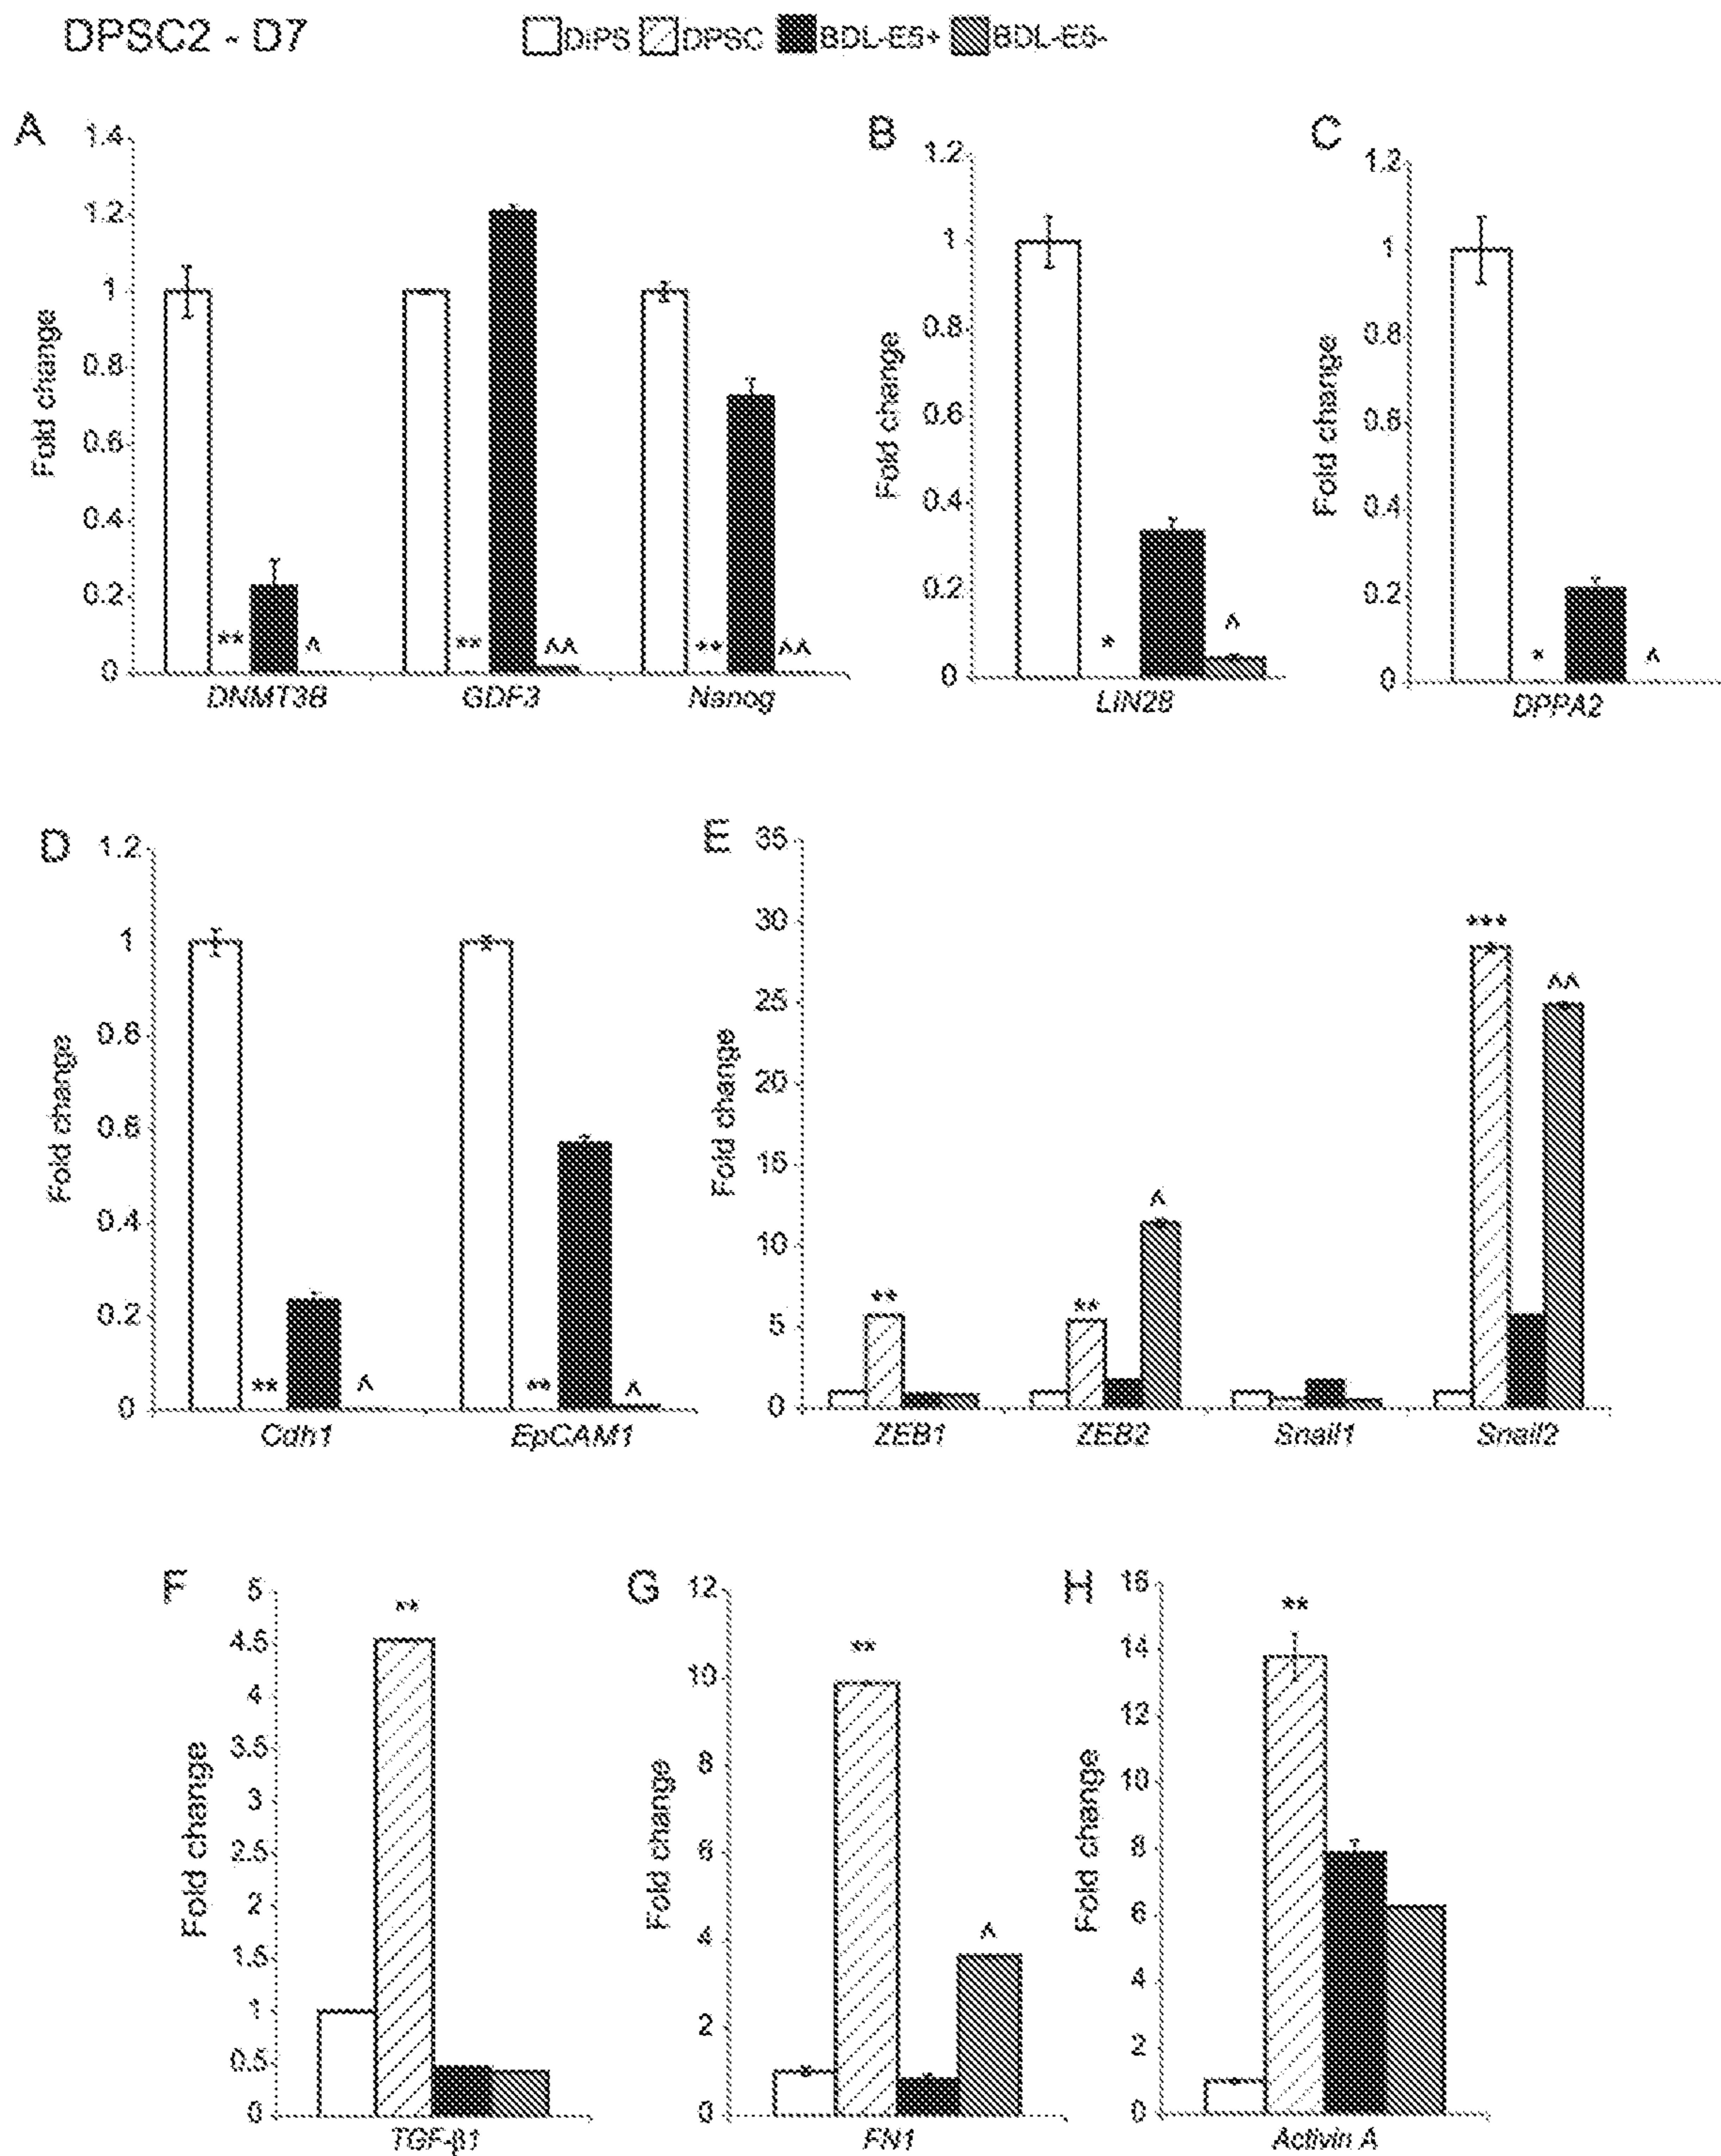 DPSC2 - D7
DiPS DPSC BDL-E5+ BDL-E5-
A
Fold change
1.4
1.2
1
0.8
0.6
0.4
0.2
0
** ^ ** ^^ ** ^^
DNMT3B GDF3 Nanog
B
Fold change
1.2
1
0.8
0.6
0.4
0.2
0
* ^
LIN28
C
Fold change
1.2
1
0.8
0.6
0.4
0.2
0
* ^
DPPA2
D
Fold change
1.2
1
0.8
0.6
0.4
0.2
0
** ^ ** ^
Cdh1 EpCAM1
E
Fold change
35
30
25
20
15
10
5
0
** ** ^ *** ^^
ZEB1 ZEB2 Snail1 Snail2
F
Fold change
5
4.5
4
3.5
3
2.5
2
1.5
1
0.5
0
**
TGF-β1
G
Fold change
12
10
8
6
4
2
0
** ^
FN1
H
Fold change
16
14
12
10
8
6
4
2
0
**
Activin A